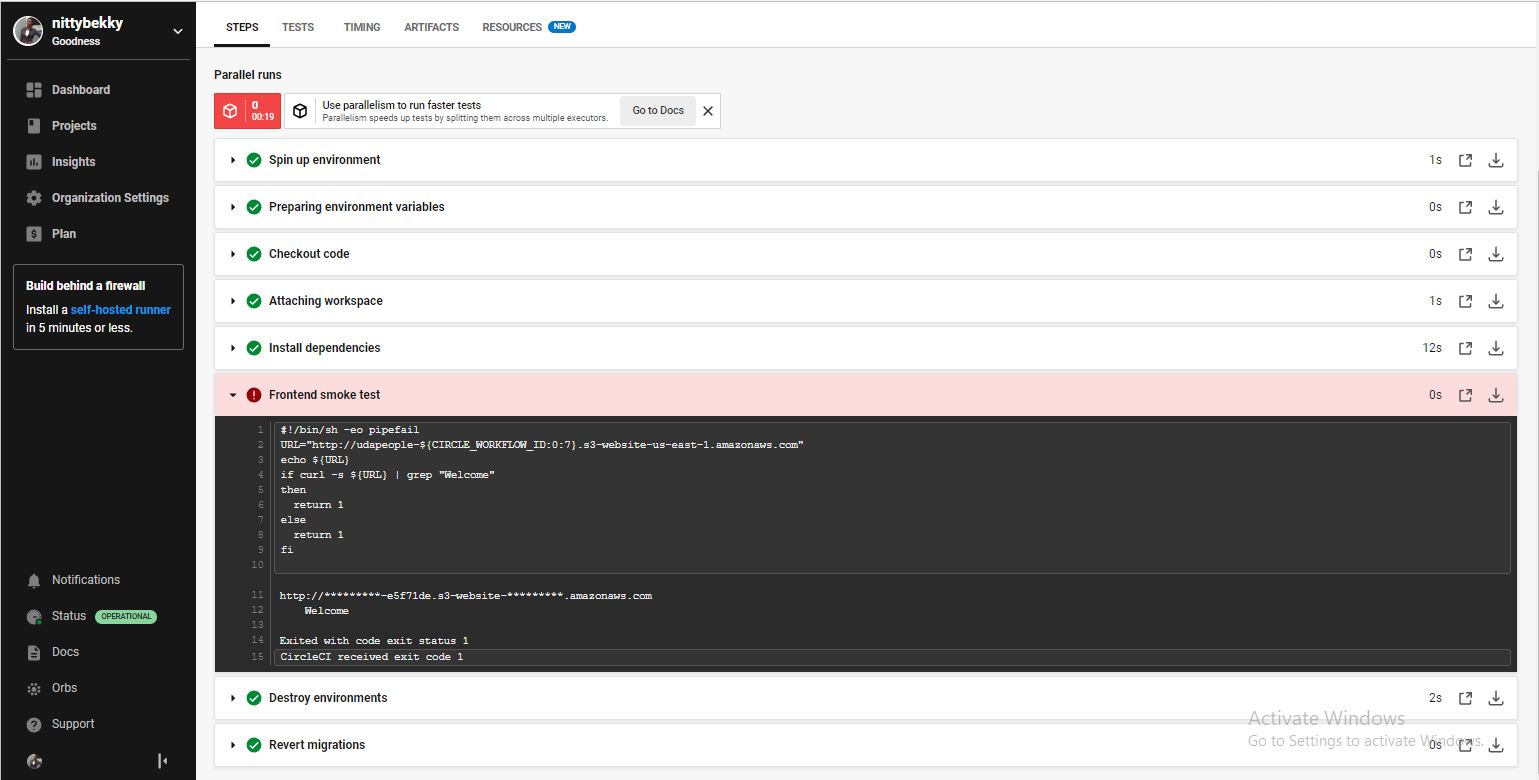 nittybekky
Goodness
Dashboard
Projects
Insights
Organization Settings
Plan
Build behind a firewall
Install a self-hosted runner
in 5 minutes or less.
Notifications
Status OPERATIONAL
Docs
Orbs
Support
STEPS TESTS TIMING ARTIFACTS RESOURCES NEW
Parallel runs
0
00:19
Use parallelism to run faster tests
Parallelism speeds up tests by splitting them across multiple executors.
Go to Docs
Spin up environment 1s
Preparing environment variables 0s
Checkout code 0s
Attaching workspace 1s
Install dependencies 12s
Frontend smoke test 0s
1 #!/bin/sh -eo pipefail
2 URL="http://udapeople-${CIRCLE_WORKFLOW_ID:0:7}.s3-website-us-east-1.amazonaws.com"
3 echo ${URL}
4 if curl -s ${URL} | grep "Welcome"
5 then
6 return 1
7 else
8 return 1
9 fi
10
11 http://*********-e5f71de.s3-website-*********.amazonaws.com
12 Welcome
13
14 Exited with code exit status 1
15 CircleCI received exit code 1
Destroy environments 2s
Revert migrations 0s
Activate Windows
Go to Settings to activate Windows.